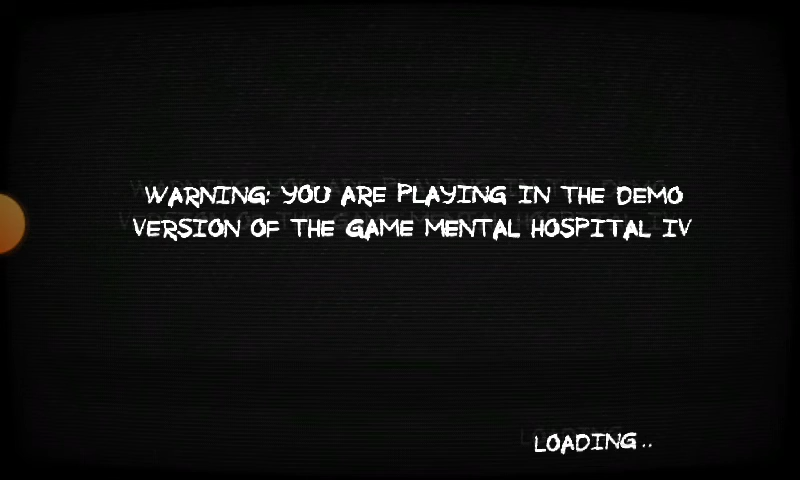 WARNING: YOU ARE PLAYING IN THE DEMO
VERSION OF THE GAME MENTAL HOSPITAL IV
LOADING..